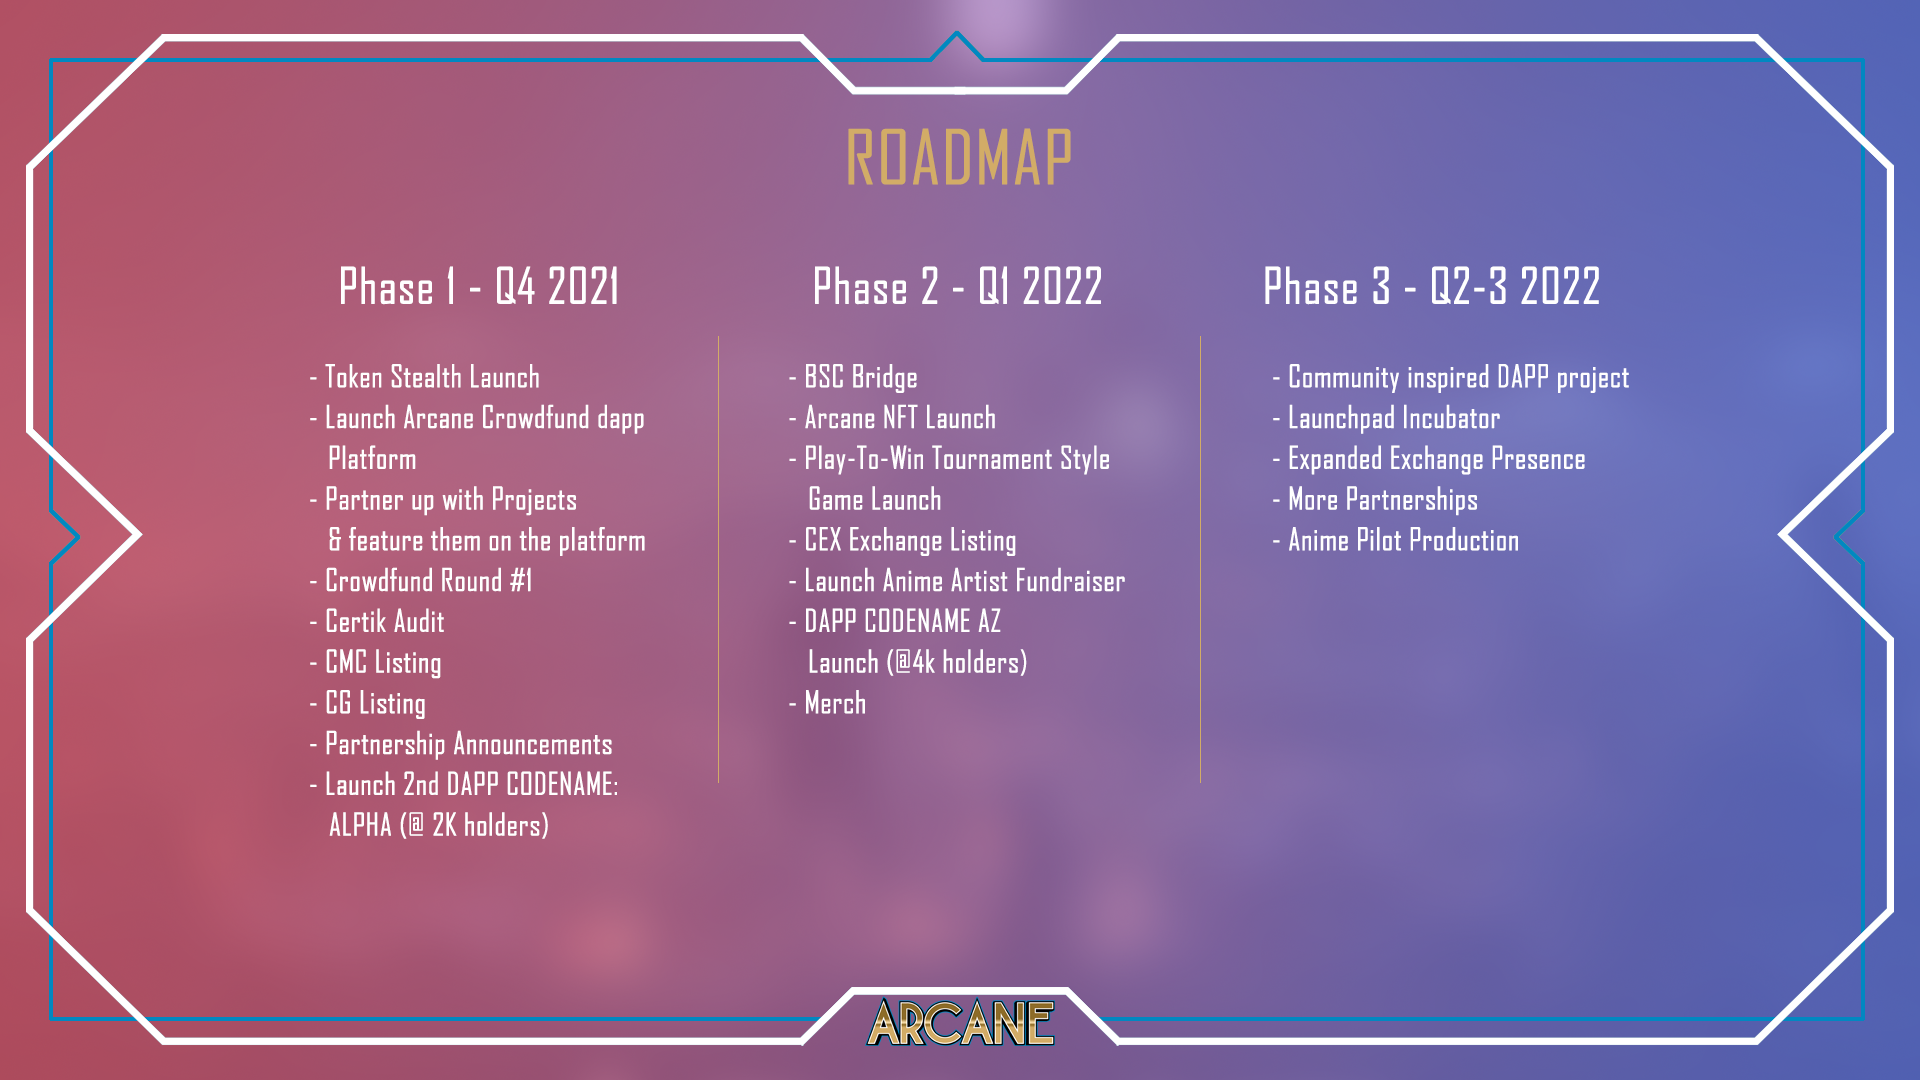 ROADMAP
Phase 1 - Q4 2021
- Token Stealth Launch
- Launch Arcane Crowdfund dapp
Platform
- Partner up with Projects
& feature them on the platform
- Crowdfund Round #1
- Certik Audit
- CMC Listing
- CG Listing
- Partnership Announcements
- Launch 2nd DAPP CODENAME:
ALPHA (@ 2K holders)
Phase 2 - Q1 2022
- BSC Bridge
- Arcane NFT Launch
- Play-To-Win Tournament Style
Game Launch
- CEX Exchange Listing
- Launch Anime Artist Fundraiser
- DAPP CODENAME AZ
Launch (@4k holders)
- Merch
Phase 3 - Q2-3 2022
- Community inspired DAPP project
- Launchpad Incubator
- Expanded Exchange Presence
- More Partnerships
- Anime Pilot Production
ARCANE